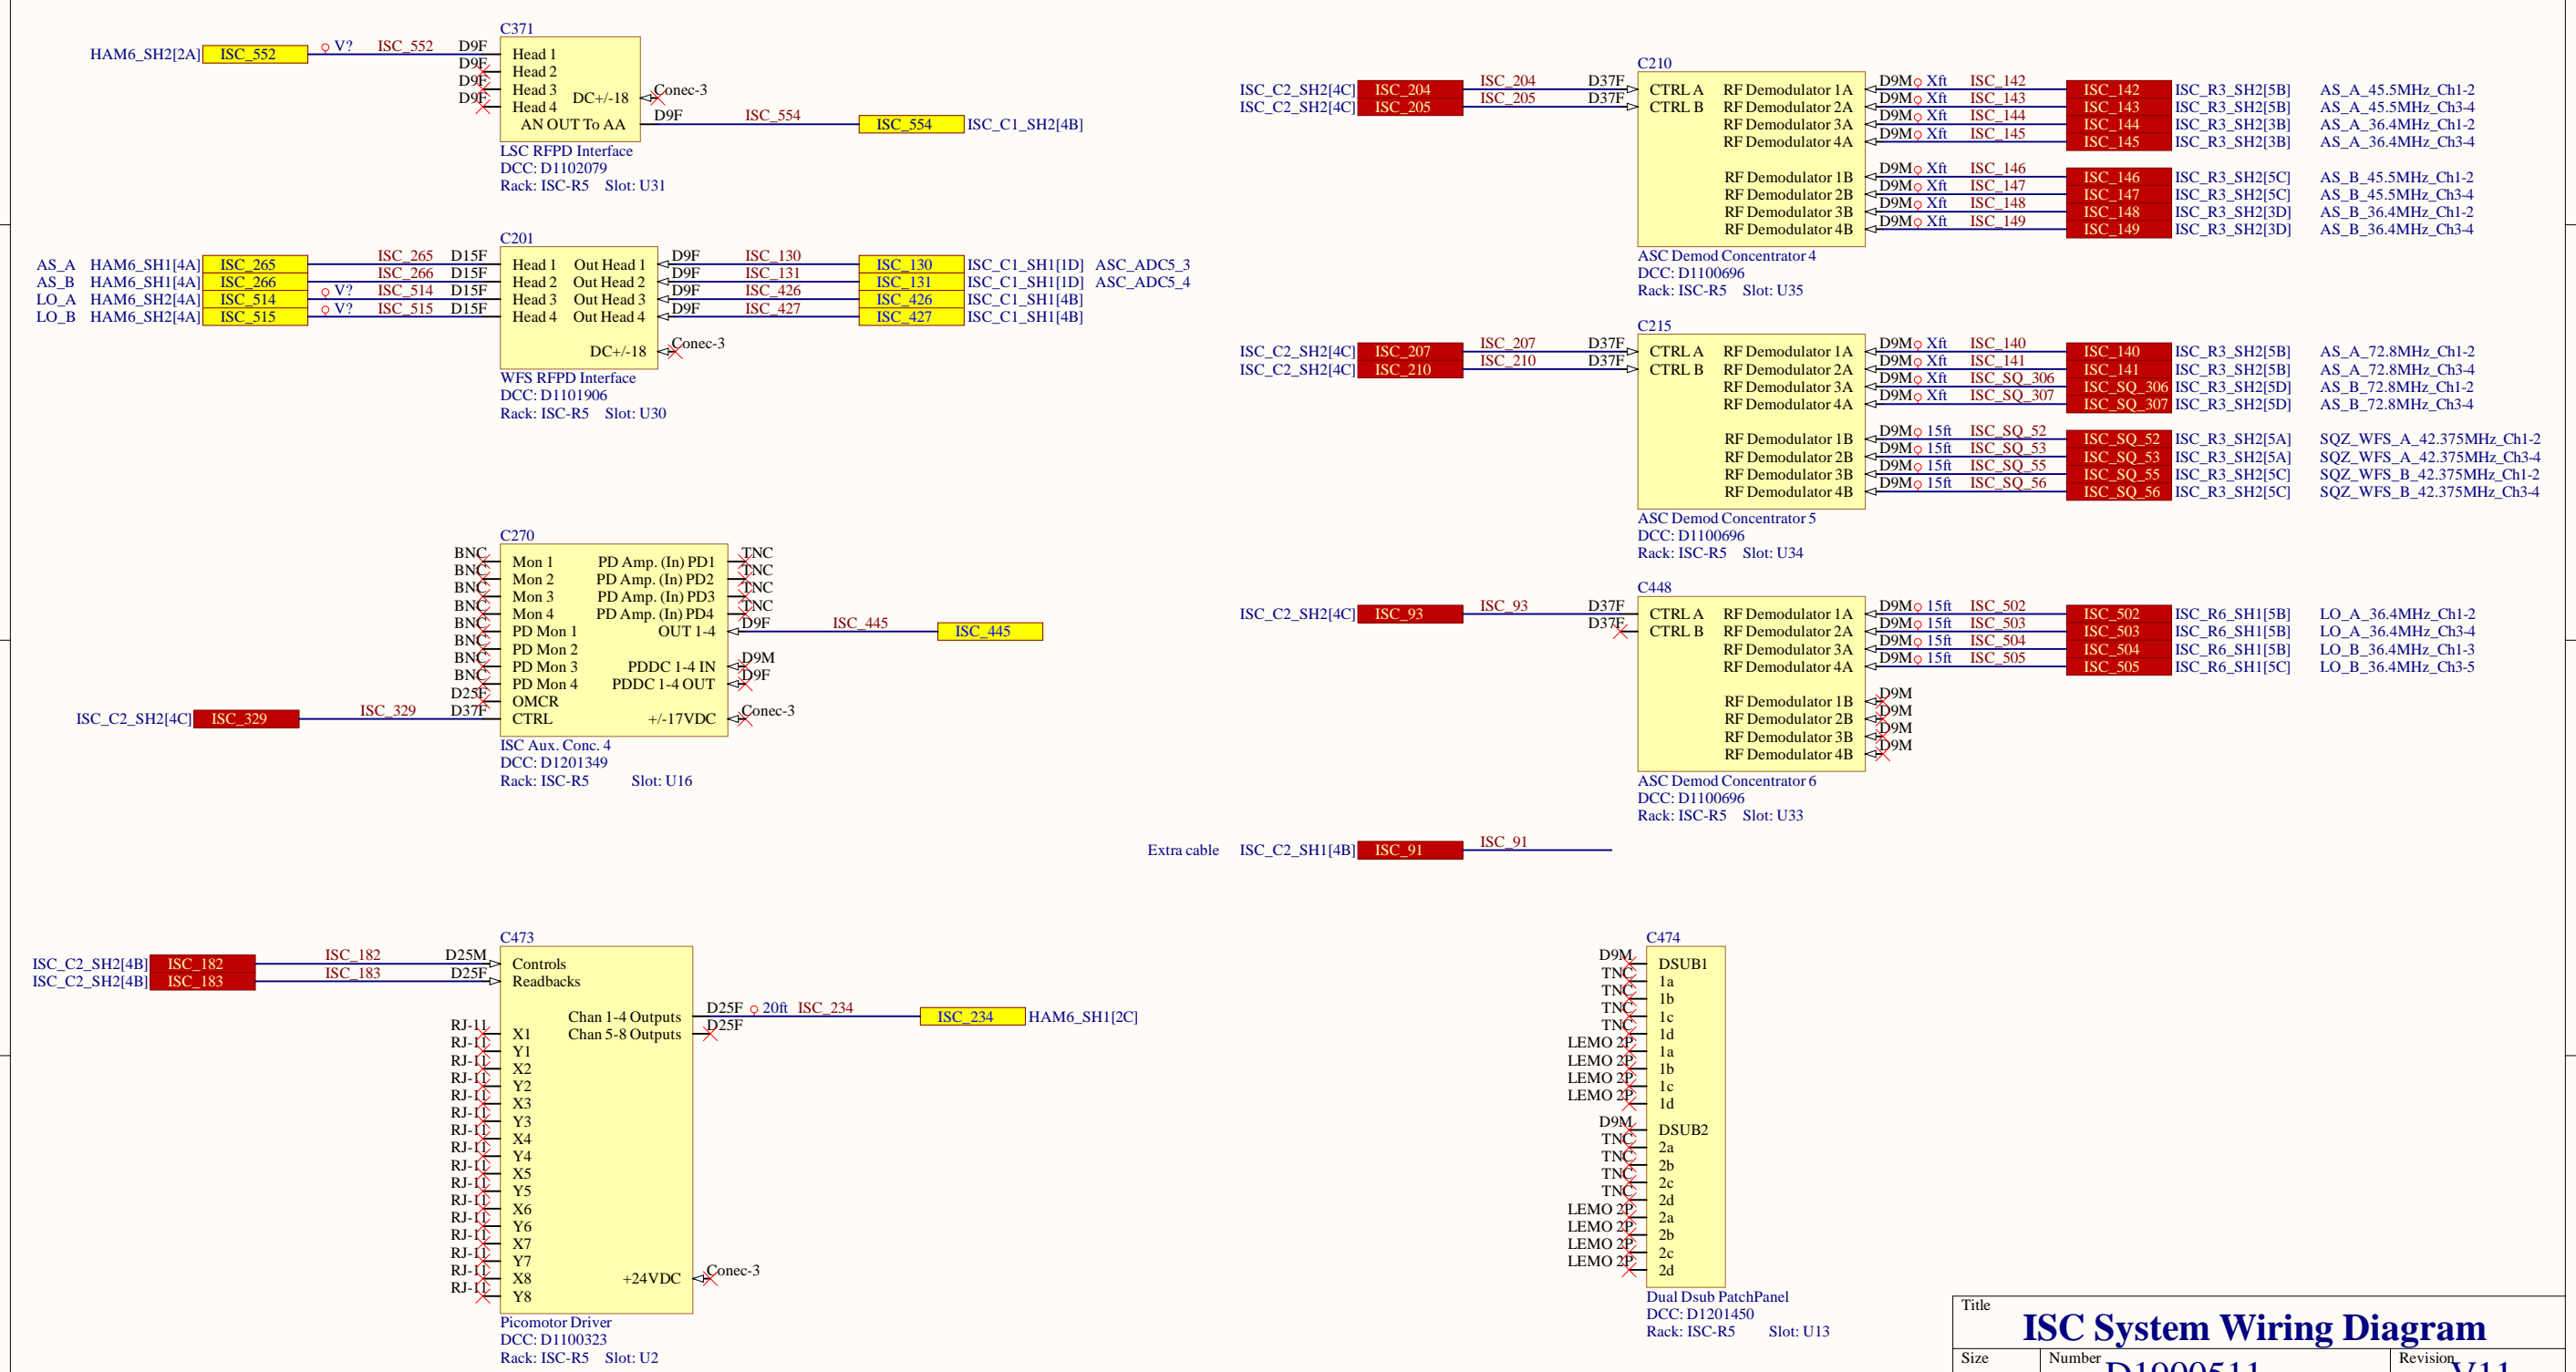 C371
HAM6_SH2[2A] ISC_552 V? ISC_552 D9F Head 1
D9F Head 2
D9F Head 3
D9F Head 4
DC+/-18 Conec-3
AN OUT To AA D9F ISC_554 ISC_554 ISC_C1_SH2[4B]
LSC RFPD Interface
DCC: D1102079
Rack: ISC-R5 Slot: U31
C201
AS_A HAM6_SH1[4A] ISC_265 ISC_265 D15F Head 1 Out Head 1 D9F ISC_130 ISC_130 ISC_C1_SH1[1D] ASC_ADC5_3
AS_B HAM6_SH1[4A] ISC_266 ISC_266 D15F Head 2 Out Head 2 D9F ISC_131 ISC_131 ISC_C1_SH1[1D] ASC_ADC5_4
LO_A HAM6_SH2[4A] ISC_514 V? ISC_514 D15F Head 3 Out Head 3 D9F ISC_426 ISC_426 ISC_C1_SH1[4B]
LO_B HAM6_SH2[4A] ISC_515 V? ISC_515 D15F Head 4 Out Head 4 D9F ISC_427 ISC_427 ISC_C1_SH1[4B]
DC+/-18 Conec-3
WFS RFPD Interface
DCC: D1101906
Rack: ISC-R5 Slot: U30
C270
BNC Mon 1 PD Amp. (In) PD1 TNC
BNC Mon 2 PD Amp. (In) PD2 TNC
BNC Mon 3 PD Amp. (In) PD3 TNC
BNC Mon 4 PD Amp. (In) PD4 TNC
BNC PD Mon 1 OUT 1-4 D9F ISC_445 ISC_445
BNC PD Mon 2
BNC PD Mon 3 PDDC 1-4 IN D9M
BNC PD Mon 4 PDDC 1-4 OUT D9F
D25F OMCR
ISC_C2_SH2[4C] ISC_329 ISC_329 D37F CTRL +/-17VDC Conec-3
ISC Aux. Conc. 4
DCC: D1201349
Rack: ISC-R5 Slot: U16
C473
ISC_C2_SH2[4B] ISC_182 ISC_182 D25M Controls
ISC_C2_SH2[4B] ISC_183 ISC_183 D25F Readbacks
Chan 1-4 Outputs D25F 20ft ISC_234 ISC_234 HAM6_SH1[2C]
RJ-11 X1 Chan 5-8 Outputs D25F
RJ-11 Y1
RJ-11 X2
RJ-11 Y2
RJ-11 X3
RJ-11 Y3
RJ-11 X4
RJ-11 Y4
RJ-11 X5
RJ-11 Y5
RJ-11 X6
RJ-11 Y6
RJ-11 X7
RJ-11 Y7
RJ-11 X8 +24VDC Conec-3
RJ-11 Y8
Picomotor Driver
DCC: D1100323
Rack: ISC-R5 Slot: U2
C210
ISC_C2_SH2[4C] ISC_204 ISC_204 D37F CTRL A RF Demodulator 1A D9M Xft ISC_142 ISC_142 ISC_R3_SH2[5B] AS_A_45.5MHz_Ch1-2
ISC_C2_SH2[4C] ISC_205 ISC_205 D37F CTRL B RF Demodulator 2A D9M Xft ISC_143 ISC_143 ISC_R3_SH2[5B] AS_A_45.5MHz_Ch3-4
RF Demodulator 3A D9M Xft ISC_144 ISC_144 ISC_R3_SH2[3B] AS_A_36.4MHz_Ch1-2
RF Demodulator 4A D9M Xft ISC_145 ISC_145 ISC_R3_SH2[3B] AS_A_36.4MHz_Ch3-4
RF Demodulator 1B D9M Xft ISC_146 ISC_146 ISC_R3_SH2[5C] AS_B_45.5MHz_Ch1-2
RF Demodulator 2B D9M Xft ISC_147 ISC_147 ISC_R3_SH2[5C] AS_B_45.5MHz_Ch3-4
RF Demodulator 3B D9M Xft ISC_148 ISC_148 ISC_R3_SH2[3D] AS_B_36.4MHz_Ch1-2
RF Demodulator 4B D9M Xft ISC_149 ISC_149 ISC_R3_SH2[3D] AS_B_36.4MHz_Ch3-4
ASC Demod Concentrator 4
DCC: D1100696
Rack: ISC-R5 Slot: U35
C215
ISC_C2_SH2[4C] ISC_207 ISC_207 D37F CTRL A RF Demodulator 1A D9M Xft ISC_140 ISC_140 ISC_R3_SH2[5B] AS_A_72.8MHz_Ch1-2
ISC_C2_SH2[4C] ISC_210 ISC_210 D37F CTRL B RF Demodulator 2A D9M Xft ISC_141 ISC_141 ISC_R3_SH2[5B] AS_A_72.8MHz_Ch3-4
RF Demodulator 3A D9M Xft ISC_SQ_306 ISC_SQ_306 ISC_R3_SH2[5D] AS_B_72.8MHz_Ch1-2
RF Demodulator 4A D9M Xft ISC_SQ_307 ISC_SQ_307 ISC_R3_SH2[5D] AS_B_72.8MHz_Ch3-4
RF Demodulator 1B D9M 15ft ISC_SQ_52 ISC_SQ_52 ISC_R3_SH2[5A] SQZ_WFS_A_42.375MHz_Ch1-2
RF Demodulator 2B D9M 15ft ISC_SQ_53 ISC_SQ_53 ISC_R3_SH2[5A] SQZ_WFS_A_42.375MHz_Ch3-4
RF Demodulator 3B D9M 15ft ISC_SQ_55 ISC_SQ_55 ISC_R3_SH2[5C] SQZ_WFS_B_42.375MHz_Ch1-2
RF Demodulator 4B D9M 15ft ISC_SQ_56 ISC_SQ_56 ISC_R3_SH2[5C] SQZ_WFS_B_42.375MHz_Ch3-4
ASC Demod Concentrator 5
DCC: D1100696
Rack: ISC-R5 Slot: U34
C448
ISC_C2_SH2[4C] ISC_93 ISC_93 D37F CTRL A RF Demodulator 1A D9M 15ft ISC_502 ISC_502 ISC_R6_SH1[5B] LO_A_36.4MHz_Ch1-2
D37F CTRL B RF Demodulator 2A D9M 15ft ISC_503 ISC_503 ISC_R6_SH1[5B] LO_A_36.4MHz_Ch3-4
RF Demodulator 3A D9M 15ft ISC_504 ISC_504 ISC_R6_SH1[5B] LO_B_36.4MHz_Ch1-3
RF Demodulator 4A D9M 15ft ISC_505 ISC_505 ISC_R6_SH1[5C] LO_B_36.4MHz_Ch3-5
RF Demodulator 1B D9M
RF Demodulator 2B D9M
RF Demodulator 3B D9M
RF Demodulator 4B D9M
ASC Demod Concentrator 6
DCC: D1100696
Rack: ISC-R5 Slot: U33
Extra cable ISC_C2_SH1[4B] ISC_91 ISC_91
C474
D9M DSUB1
TNC 1a
TNC 1b
TNC 1c
TNC 1d
LEMO 2P 1a
LEMO 2P 1b
LEMO 2P 1c
LEMO 2P 1d
D9M DSUB2
TNC 2a
TNC 2b
TNC 2c
TNC 2d
LEMO 2P 2a
LEMO 2P 2b
LEMO 2P 2c
LEMO 2P 2d
Dual Dsub PatchPanel
DCC: D1201450
Rack: ISC-R5 Slot: U13
Title
ISC System Wiring Diagram
Size Number D1900511 Revision V11